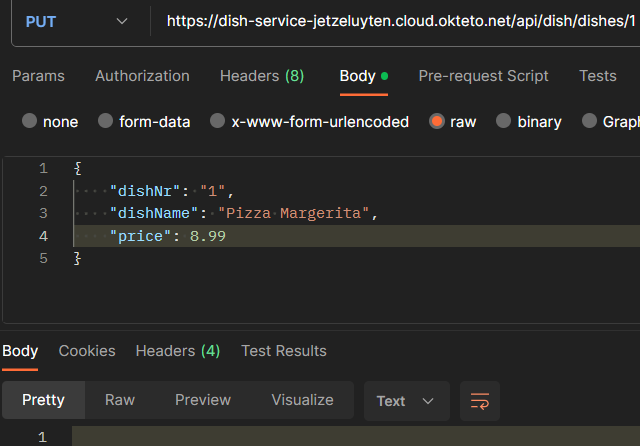 PUT https://dish-service-jetzeluyten.cloud.okteto.net/api/dish/dishes/1
Params Authorization Headers (8) Body Pre-request Script Tests
none form-data x-www-form-urlencoded raw binary Grap
1 {
2 "dishNr": "1",
3 "dishName": "Pizza Margerita",
4 "price": 8.99
5 }
Body Cookies Headers (4) Test Results
Pretty Raw Preview Visualize Text
1